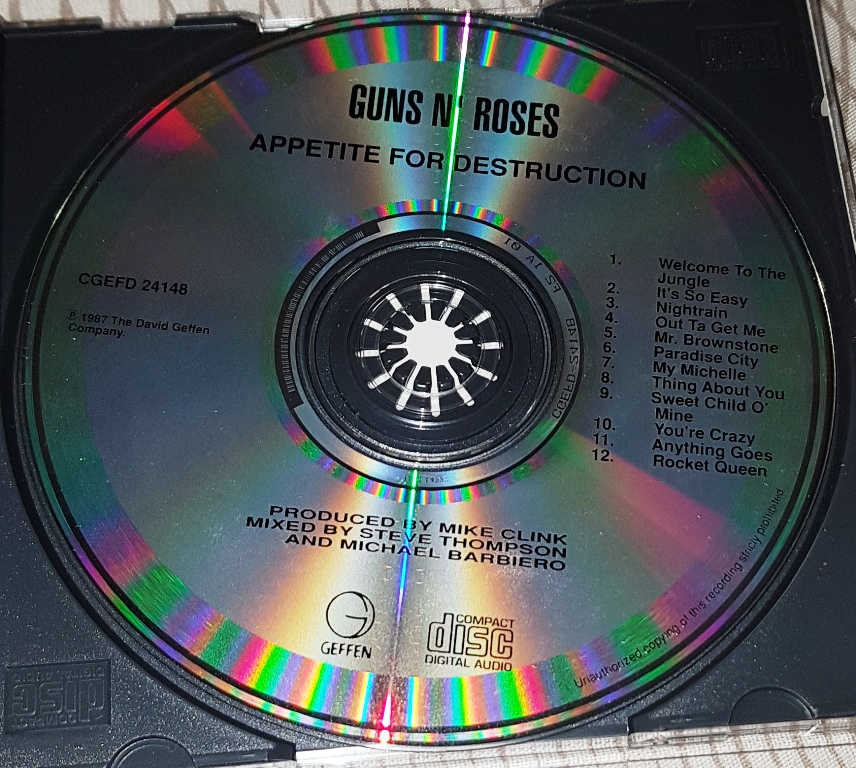 GUNS N' ROSES
APPETITE FOR DESTRUCTION
CGEFD 24148
℗ 1987 The David Geffen
Company.
1. Welcome To The
Jungle
2. It's So Easy
3. Nightrain
4. Out Ta Get Me
5. Mr. Brownstone
6. Paradise City
7. My Michelle
8. Thing About You
9. Sweet Child O'
Mine
10. You're Crazy
11. Anything Goes
12. Rocket Queen
PRODUCED BY MIKE CLINK
MIXED BY STEVE THOMPSON
AND MICHAEL BARBIERO
GEFFEN
COMPACT
disc
DIGITAL AUDIO
Unauthorized copying of this recording strictly prohibited